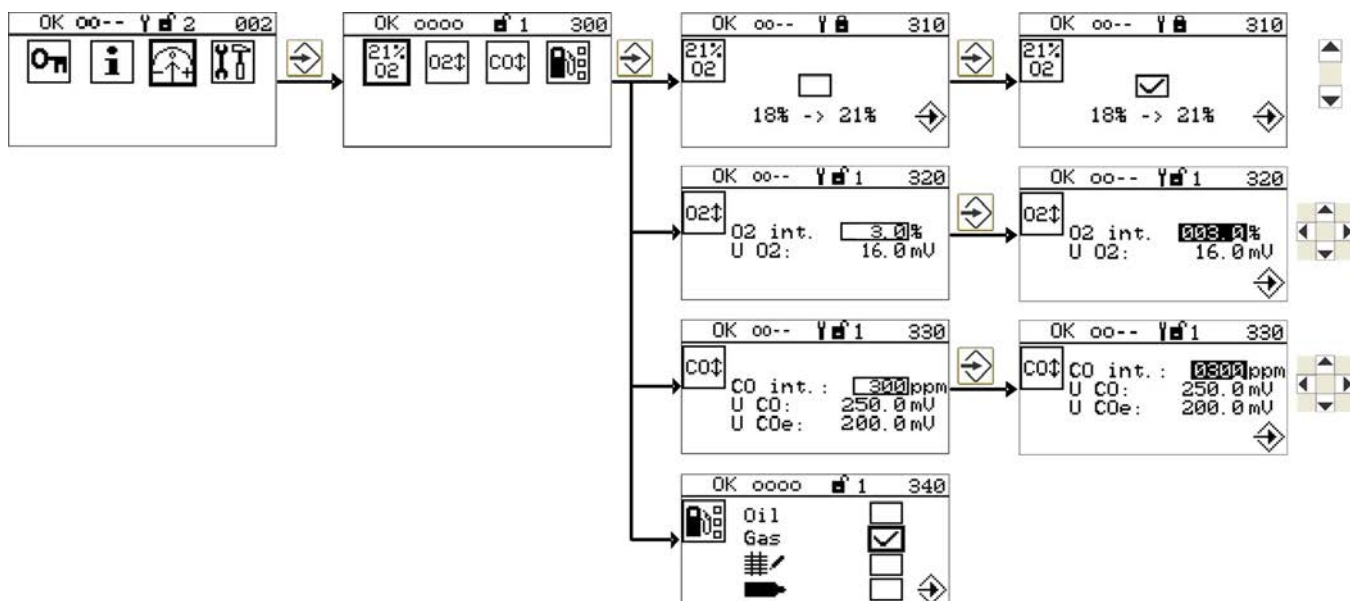 OK oo-- 2 002
i
OK oooo 1 300
21% O2
O2
CO
OK oo-- 310
21%
O2
18% -> 21%
OK oo-- 310
21%
O2
18% -> 21%
OK oo-- 1 320
O2
O2 int. 3.0%
U O2: 16.0mV
OK oo-- 1 320
O2
O2 int. 003.0%
U O2: 16.0mV
OK oo-- 1 330
CO
CO int.: 300ppm
U CO: 250.0mV
U COe: 200.0mV
OK oo-- 1 330
CO
CO int.: 0300ppm
U CO: 250.0mV
U COe: 200.0mV
OK oooo 1 340
Oil
Gas